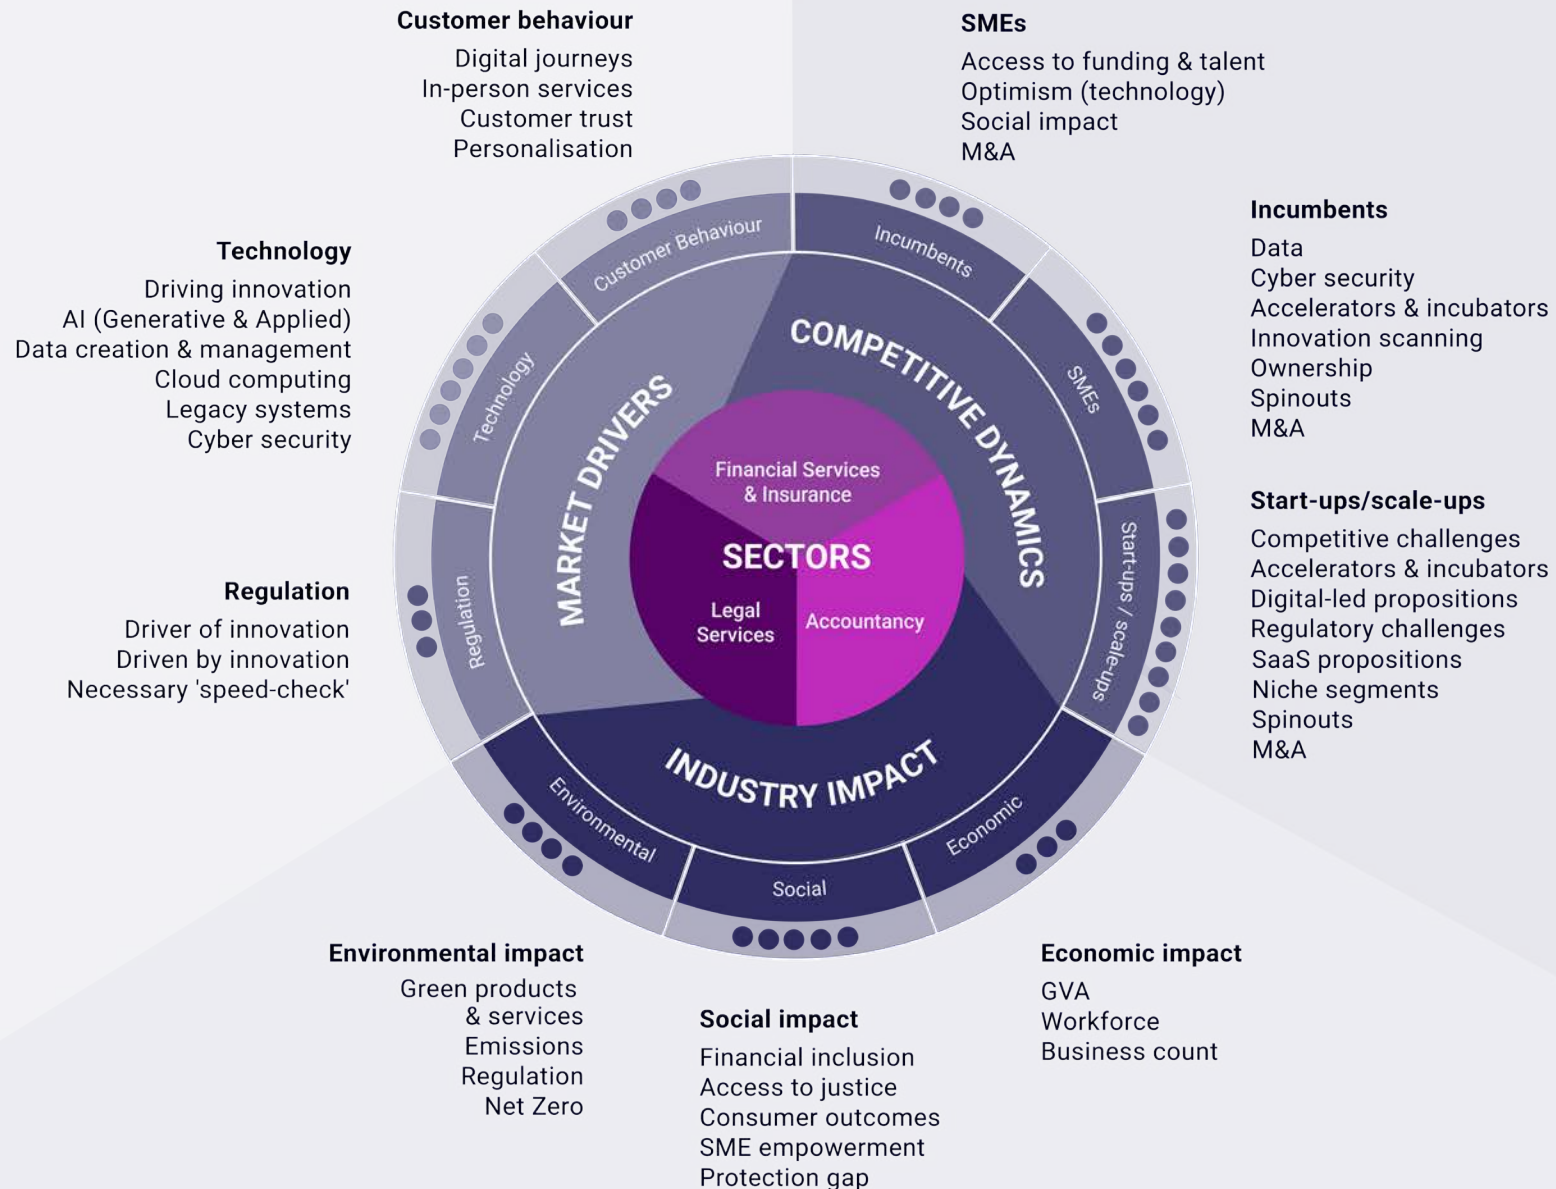 Customer behaviour
Digital journeys
In-person services
Customer trust
Personalisation
SMEs
Access to funding & talent
Optimism (technology)
Social impact
M&A
Technology
Driving innovation
AI (Generative & Applied)
Data creation & management
Cloud computing
Legacy systems
Cyber security
Incumbents
Data
Cyber security
Accelerators & incubators
Innovation scanning
Ownership
Spinouts
M&A
Regulation
Driver of innovation
Driven by innovation
Necessary 'speed-check'
Start-ups/scale-ups
Competitive challenges
Accelerators & incubators
Digital-led propositions
Regulatory challenges
SaaS propositions
Niche segments
Spinouts
M&A
Customer Behaviour
Technology
Regulation
Incumbents
SMEs
Start-ups / scale-ups
Environmental
Social
Economic
MARKET DRIVERS
COMPETITIVE DYNAMICS
INDUSTRY IMPACT
Financial Services
& Insurance
SECTORS
Legal
Services
Accountancy
Environmental impact
Green products
& services
Emissions
Regulation
Net Zero
Social impact
Financial inclusion
Access to justice
Consumer outcomes
SME empowerment
Protection gap
Economic impact
GVA
Workforce
Business count